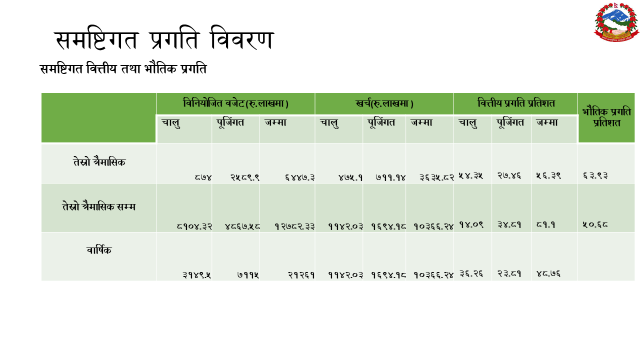 समष्टिगत प्रगति विवरण
समष्टिगत वित्तीय तथा भौतिक प्रगति
विनियोजित वजेट(रु.लाखमा ) खर्च(रु.लाखमा ) वित्तीय प्रगति प्रतिशत भौतिक प्रगति प्रतिशत
चालु पूजिंगत जम्मा चालु पूजिंगत जम्मा चालु पूजिंगत जम्मा
तेस्रो त्रैमासिक ८७४ २५८९.९ ६४४७.३ ४७५.१ ७११.१४ ३६३५.८२ ५४.३५ २७.४६ ५६.३९ ६३.९३
तेस्रो त्रैमासिक सम्म ८१०४.३२ ४८६७.५८ १२७८२.३३ ११४२.०३ १६९४.१८ १०३६६.२४ १४.०९ ३४.८१ ८१.१ ५०.६८
वार्षिक ३१४९.५ ७११५ २१२६१ ११४२.०३ १६९४.१८ १०३६६.२४ ३६.२६ २३.८१ ४८.७६